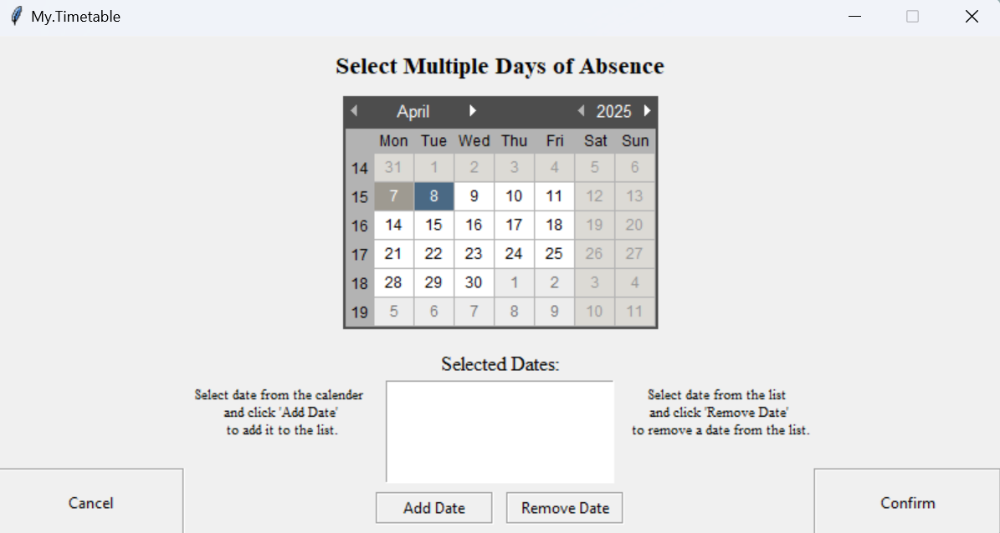 My.Timetable
Select Multiple Days of Absence
April 2025
Mon Tue Wed Thu Fri Sat Sun
14 31 1 2 3 4 5 6
15 7 8 9 10 11 12 13
16 14 15 16 17 18 19 20
17 21 22 23 24 25 26 27
18 28 29 30 1 2 3 4
19 5 6 7 8 9 10 11
Selected Dates:
Select date from the calender
and click 'Add Date'
to add it to the list.
Select date from the list
and click 'Remove Date'
to remove a date from the list.
Cancel
Add Date
Remove Date
Confirm